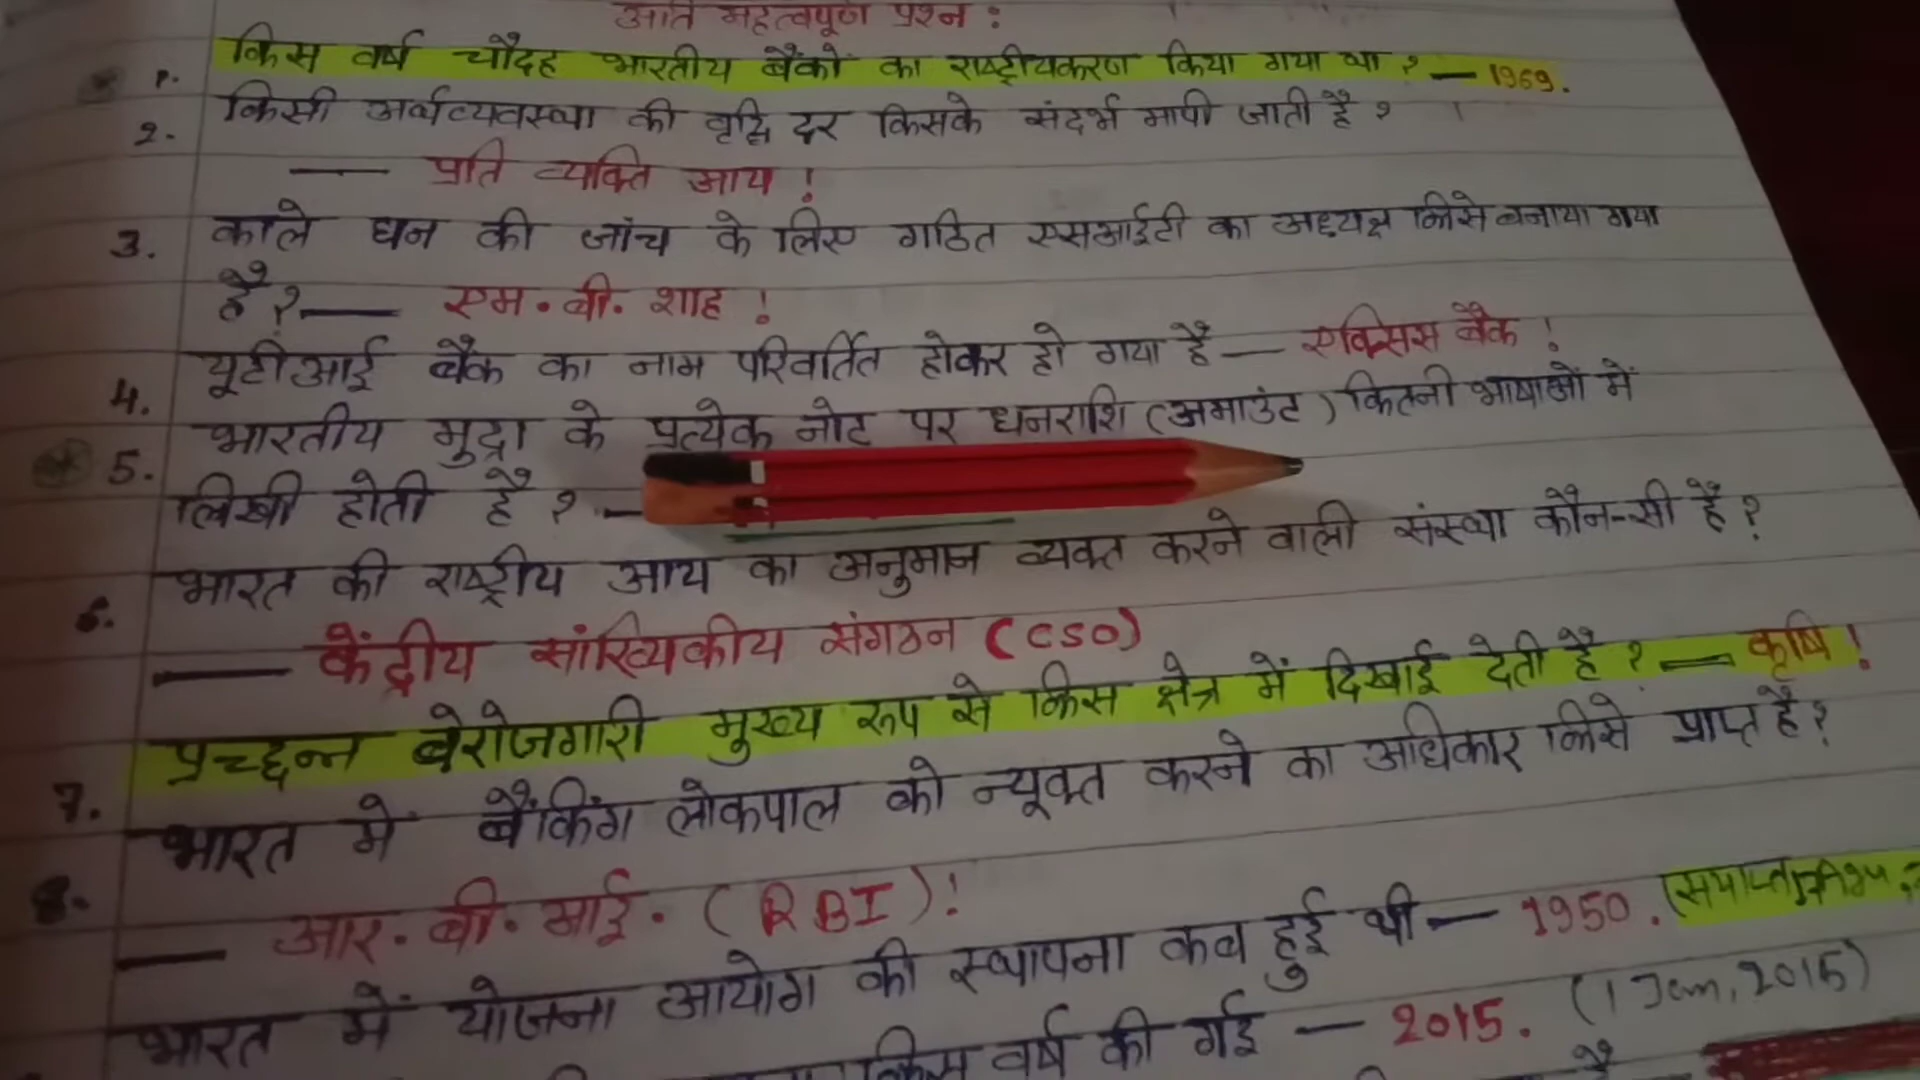 अति महत्वपूर्ण प्रश्न :
1. किस वर्ष चौदह भारतीय बैंकों का राष्ट्रीयकरण किया गया था ? — 1969.
2. किसी अर्थव्यवस्था की वृद्धि दर किसके संदर्भ मापी जाती है ?
— प्रति व्यक्ति आय !
3. काले धन की जांच के लिए गठित एसआईटी का अध्यक्ष किसे बनाया गया
है ? — एम. बी. शाह !
4. यूटीआई बैंक का नाम परिवर्तित होकर हो गया है — एक्सिस बैंक !
5. भारतीय मुद्रा के प्रत्येक नोट पर धनराशि (अमाउंट) कितनी भाषाओं में
लिखी होती है ? —
6. भारत की राष्ट्रीय आय का अनुमान व्यक्त करने वाली संस्था कौन-सी है ?
— केंद्रीय सांख्यिकीय संगठन (CSO)
7. प्रच्छन्न बेरोजगारी मुख्य रूप से किस क्षेत्र में दिखाई देती है ? — कृषि !
8. भारत में बैंकिंग लोकपाल को न्यूक्त करने का अधिकार किसे प्राप्त है ?
— आर. बी. आई. (RBI) !
भारत में योजना आयोग की स्थापना कब हुई थी — 1950.
किस वर्ष की गई — 2015. (1 Jan, 2015)
है